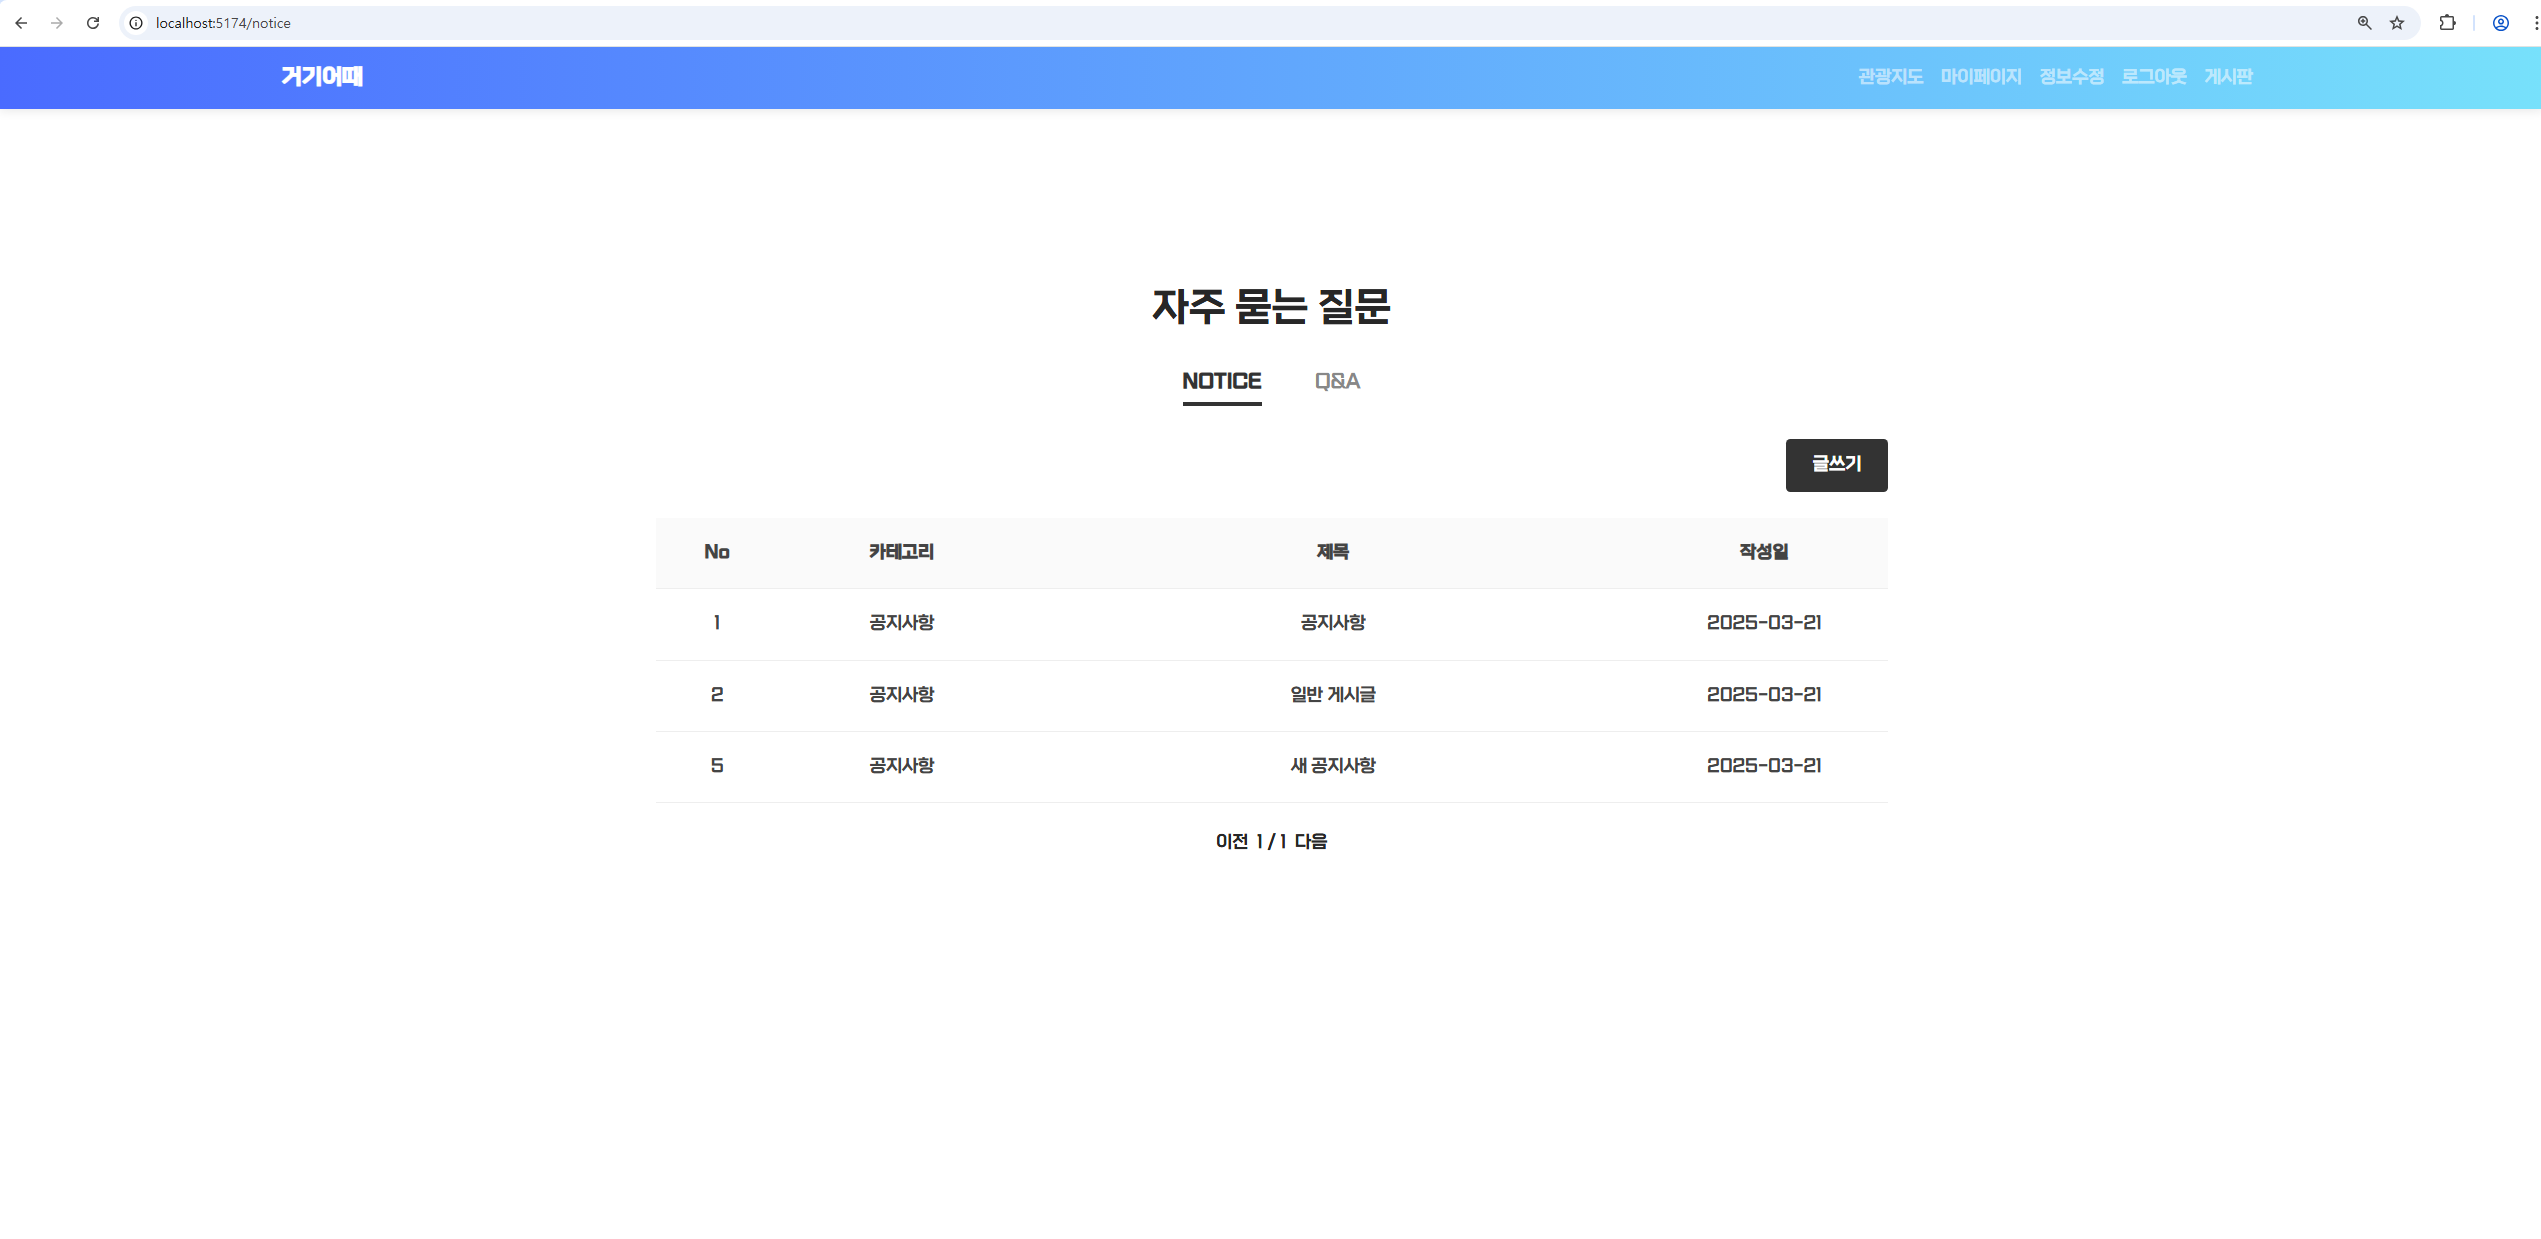 localhost:5174/notice
거기어때 관광지도 마이페이지 정보수정 로그아웃 게시판
자주 묻는 질문
NOTICE Q&A
글쓰기
No 카테고리 제목 작성일
1 공지사항 공지사항 2025-03-21
2 공지사항 일반 게시글 2025-03-21
5 공지사항 새 공지사항 2025-03-21
이전 1 / 1 다음